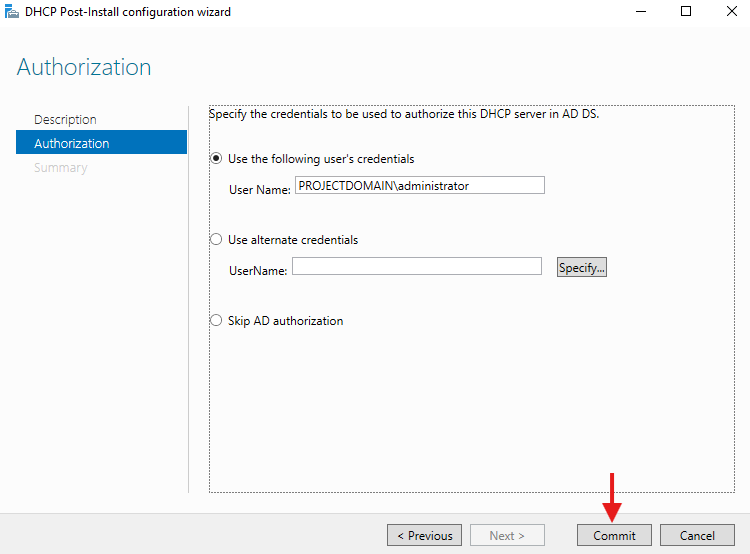 DHCP Post-Install configuration wizard
Authorization
Description
Authorization
Summary
Specify the credentials to be used to authorize this DHCP server in AD DS.
Use the following user's credentials
User Name: PROJECTDOMAIN\administrator
Use alternate credentials
UserName: Specify...
Skip AD authorization
< Previous Next > Commit Cancel